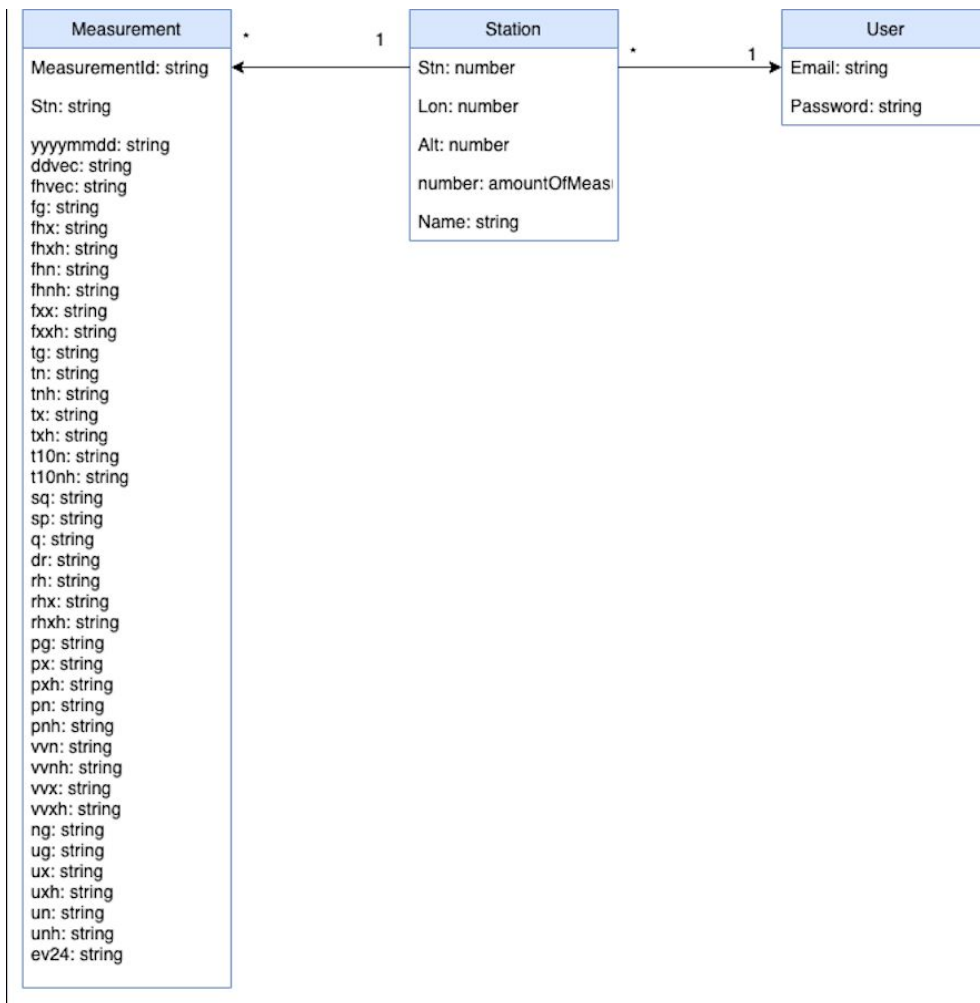 Measurement
MeasurementId: string
Stn: string
yyyymmdd: string
ddvec: string
fhvec: string
fg: string
fhx: string
fhxh: string
fhn: string
fhnh: string
fxx: string
fxxh: string
tg: string
tn: string
tnh: string
tx: string
txh: string
t10n: string
t10nh: string
sq: string
sp: string
q: string
dr: string
rh: string
rhx: string
rhxh: string
pg: string
px: string
pxh: string
pn: string
pnh: string
vvn: string
vvnh: string
vvx: string
vvxh: string
ng: string
ug: string
ux: string
uxh: string
un: string
unh: string
ev24: string
* 1
Station
Stn: number
Lon: number
Alt: number
number: amountOfMeas
Name: string
* 1
User
Email: string
Password: string